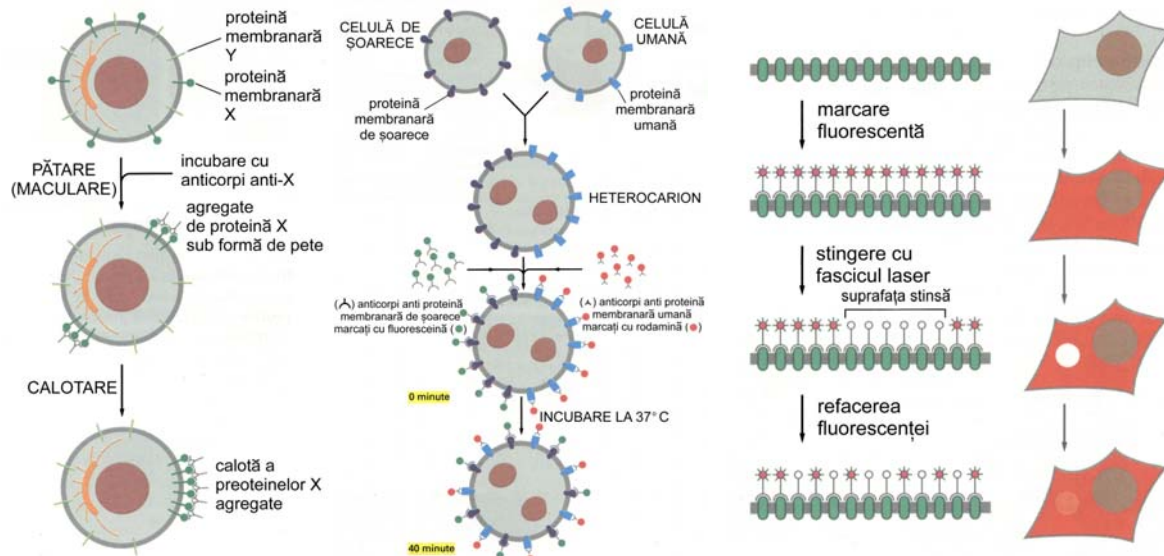 proteină
membranară
Y
proteină
membranară
X
PĂTARE
(MACULARE)
incubare cu
anticorpi anti-X
agregate
de proteină X
sub formă de pete
CALOTARE
calotă a
preoteinelor X
agregate
CELULĂ DE
ȘOARECE
CELULĂ
UMANĂ
proteină
membranară
de șoarece
proteină
membranară
umană
HETEROCARION
(⅄) anticorpi anti proteină
membranară de șoarece
marcați cu fluoresceină (●)
(⅄) anticorpi anti proteină
membranară umană
marcați cu rodamină (●)
0 minute
INCUBARE LA 37° C
40 minute
marcare
fluorescentă
stingere cu
fascicul laser
suprafața stinsă
refacerea
fluorescenței